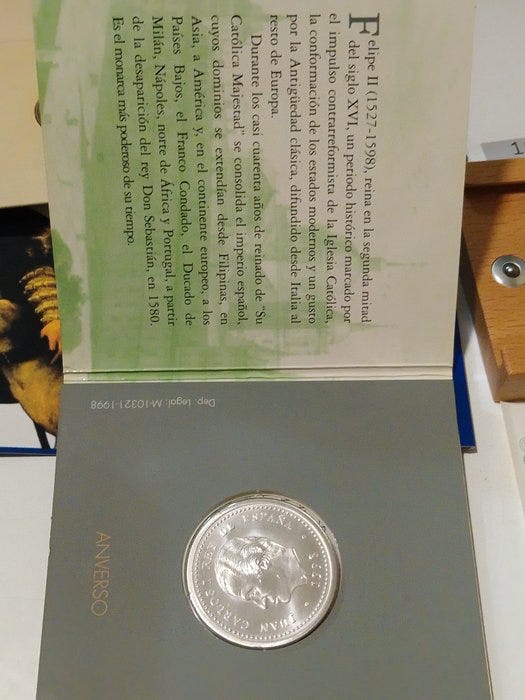 Felipe II (1527-1598), reina en la segunda mitad
del siglo XVI, un periodo histórico marcado por
el impulso contrarreformista de la Iglesia Católica,
la conformación de los estados modernos y un gusto
por la Antigüedad clásica, difundido desde Italia al
resto de Europa.
Durante los casi cuarenta años de reinado de "Su
Católica Majestad" se consolida el imperio español,
cuyos dominios se extendían desde Filipinas, en
Asia, a América y, en el continente europeo, a los
Países Bajos, el Franco Condado, el Ducado de
Milán, Nápoles, norte de África y Portugal, a partir
de la desaparición del rey Don Sebastián, en 1580.
Es el monarca más poderoso de su tiempo.
Dep. legal: M-10321-1998
JUAN CARLOS I REY DE ESPAÑA · 1998 ·
ANVERSO
1